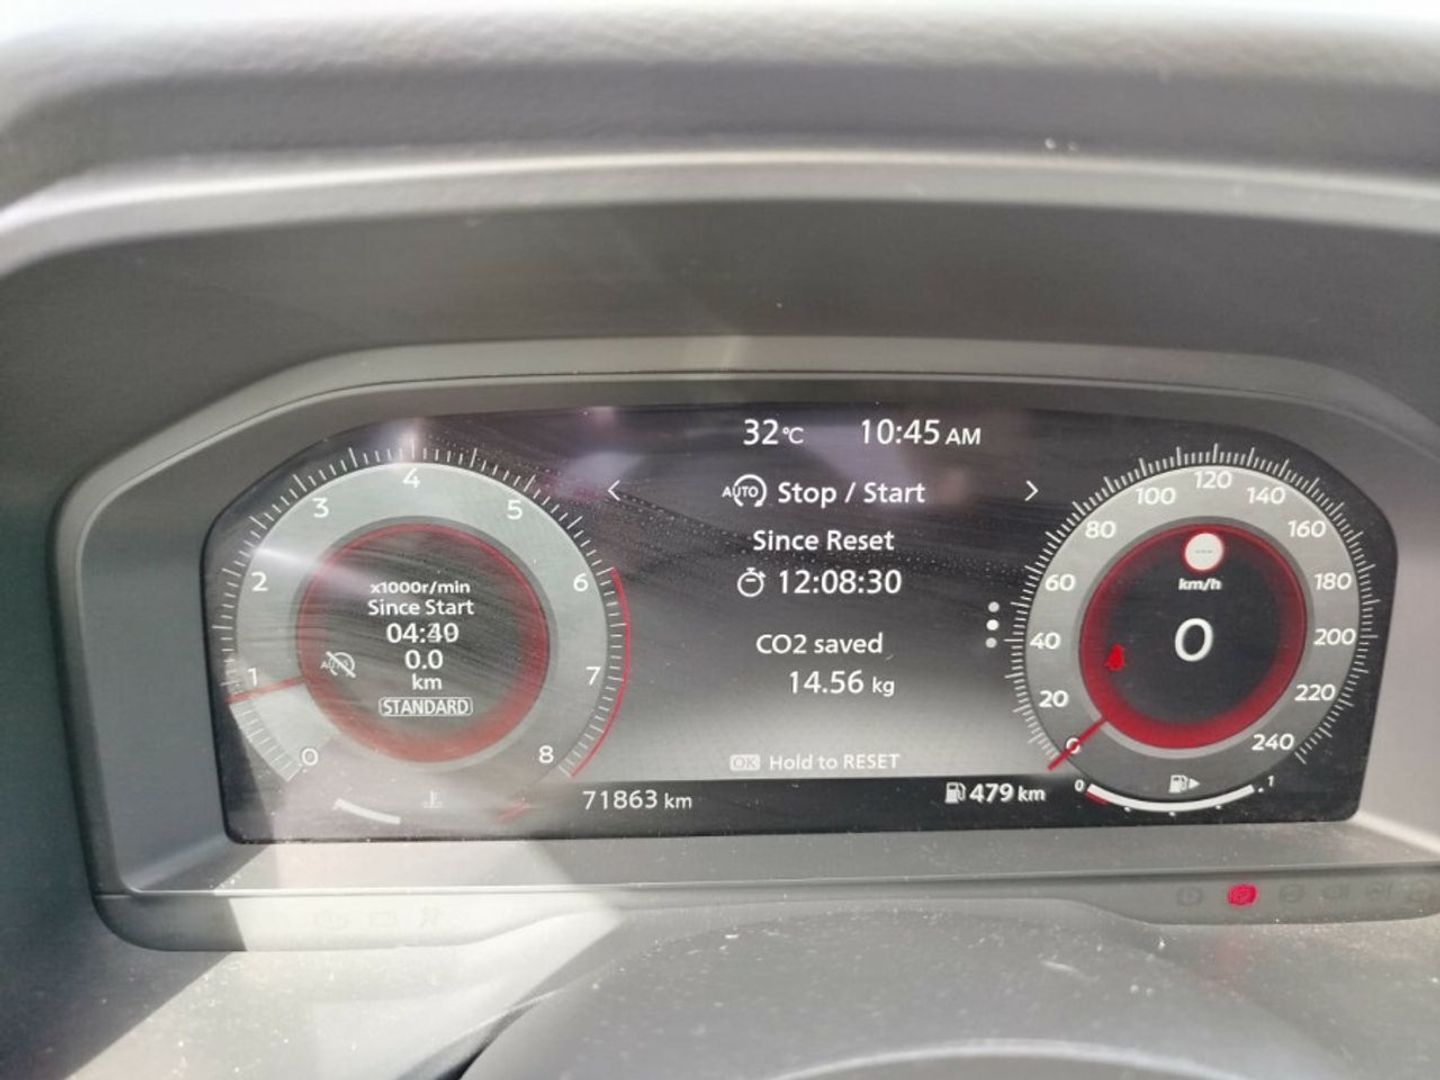 32°C 10:45 AM
AUTO Stop / Start
Since Reset
12:08:30
CO2 saved
14.56 kg
OK Hold to RESET
71863 km
479 km
0 1 2 3 4 5 6 7 8
x1000r/min
Since Start
04:40
AUTO
0.0
km
STANDARD
0 20 40 60 80 100 120 140 160 180 200 220 240
---
km/h
0
0 1